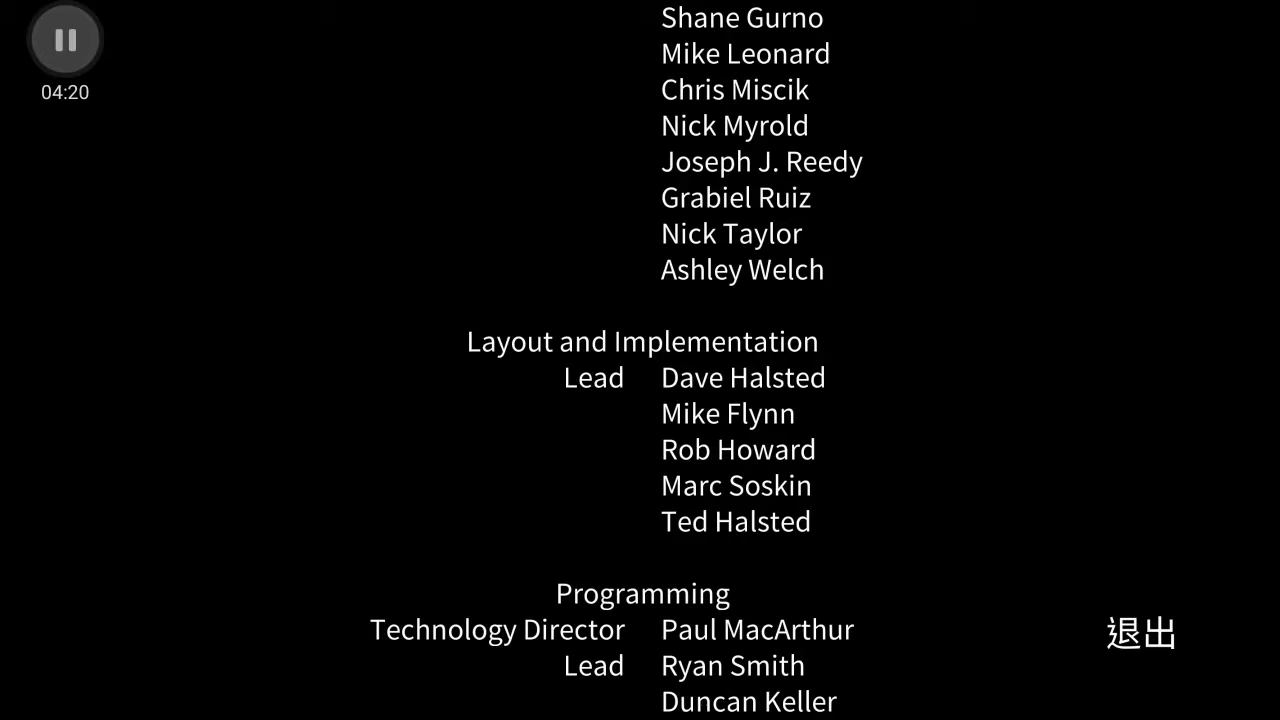 Shane Gurno
04:20
Mike Leonard
Chris Miscik
Nick Myrold
Joseph J. Reedy
Grabiel Ruiz
Nick Taylor
Ashley Welch
Layout and Implementation
Lead Dave Halsted
Mike Flynn
Rob Howard
Marc Soskin
Ted Halsted
Programming
Technology Director Paul MacArthur
Lead Ryan Smith
Duncan Keller
退出